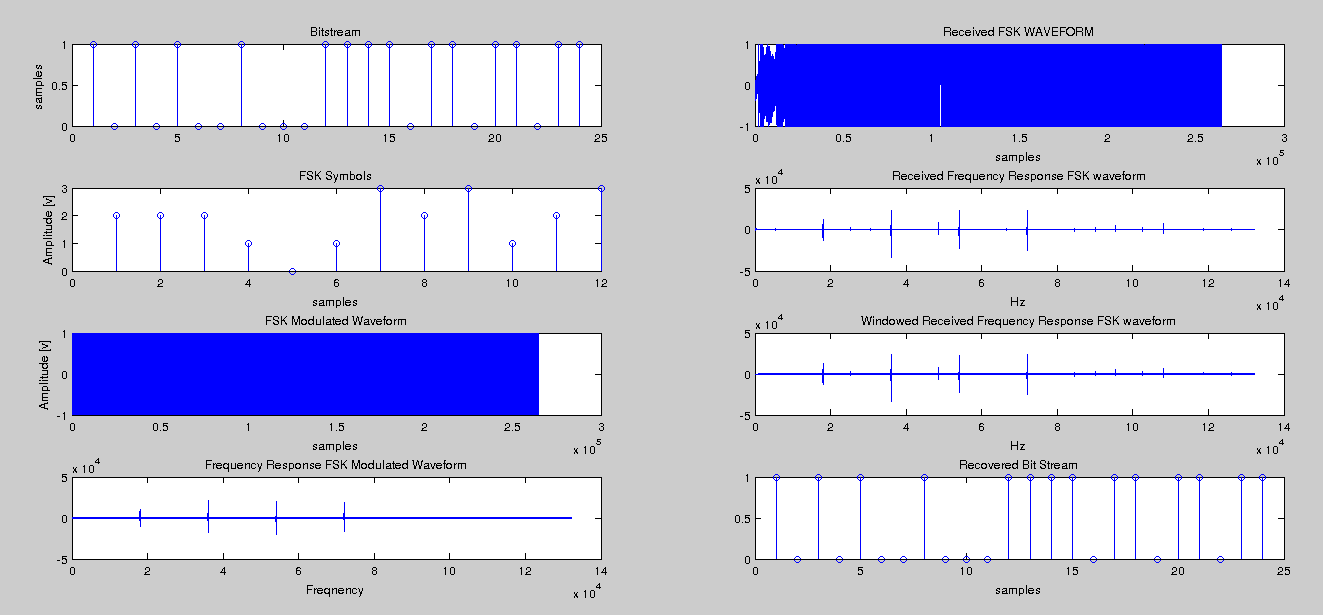 Bitstream
samples
1
0.5
0
0 5 10 15 20 25
FSK Symbols
Amplitude [v]
3
2
1
0
0 2 4 6 8 10 12
samples
FSK Modulated Waveform
Amplitude [v]
1
0
-1
0 0.5 1 1.5 2 2.5 3
samples
x 10^5
Frequency Response FSK Modulated Waveform
x 10^4
5
0
-5
0 2 4 6 8 10 12 14
Freqnency
x 10^4
Received FSK WAVEFORM
1
0
-1
0 0.5 1 1.5 2 2.5 3
samples
x 10^5
Received Frequency Response FSK waveform
x 10^4
5
0
-5
0 2 4 6 8 10 12 14
Hz
x 10^4
Windowed Received Frequency Response FSK waveform
x 10^4
5
0
-5
0 2 4 6 8 10 12 14
Hz
x 10^4
Recovered Bit Stream
1
0.5
0
0 5 10 15 20 25
samples